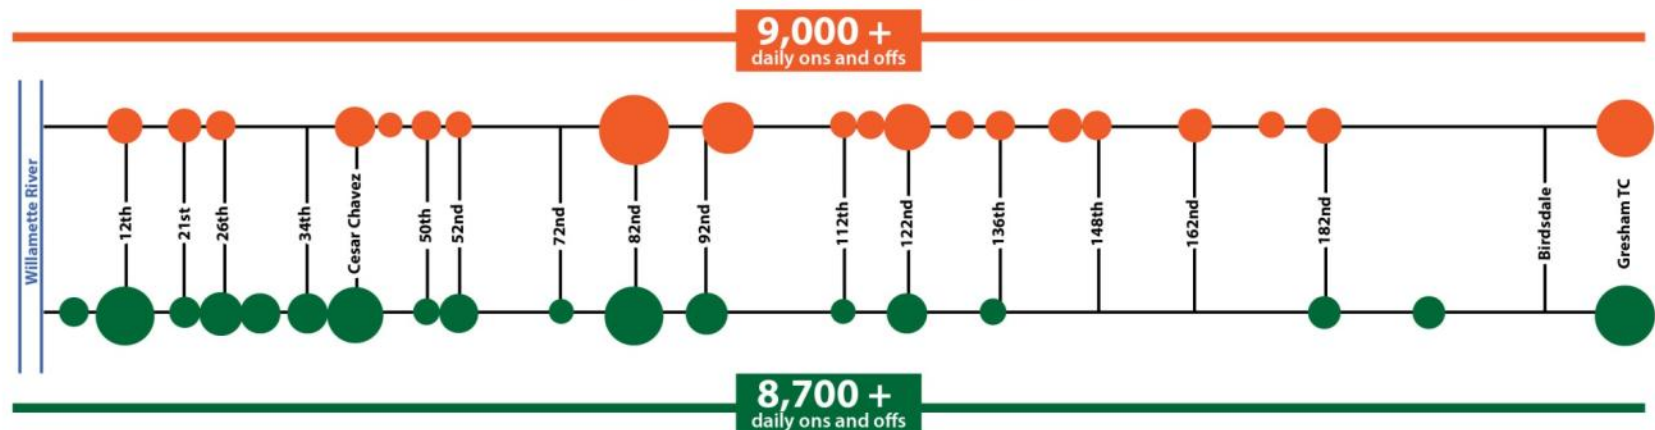 9,000 +
daily ons and offs
Willamette River
12th
21st
26th
34th
Cesar Chavez
50th
52nd
72nd
82nd
92nd
112th
122nd
136th
148th
162nd
182nd
Birdsdale
Gresham TC
8,700 +
daily ons and offs